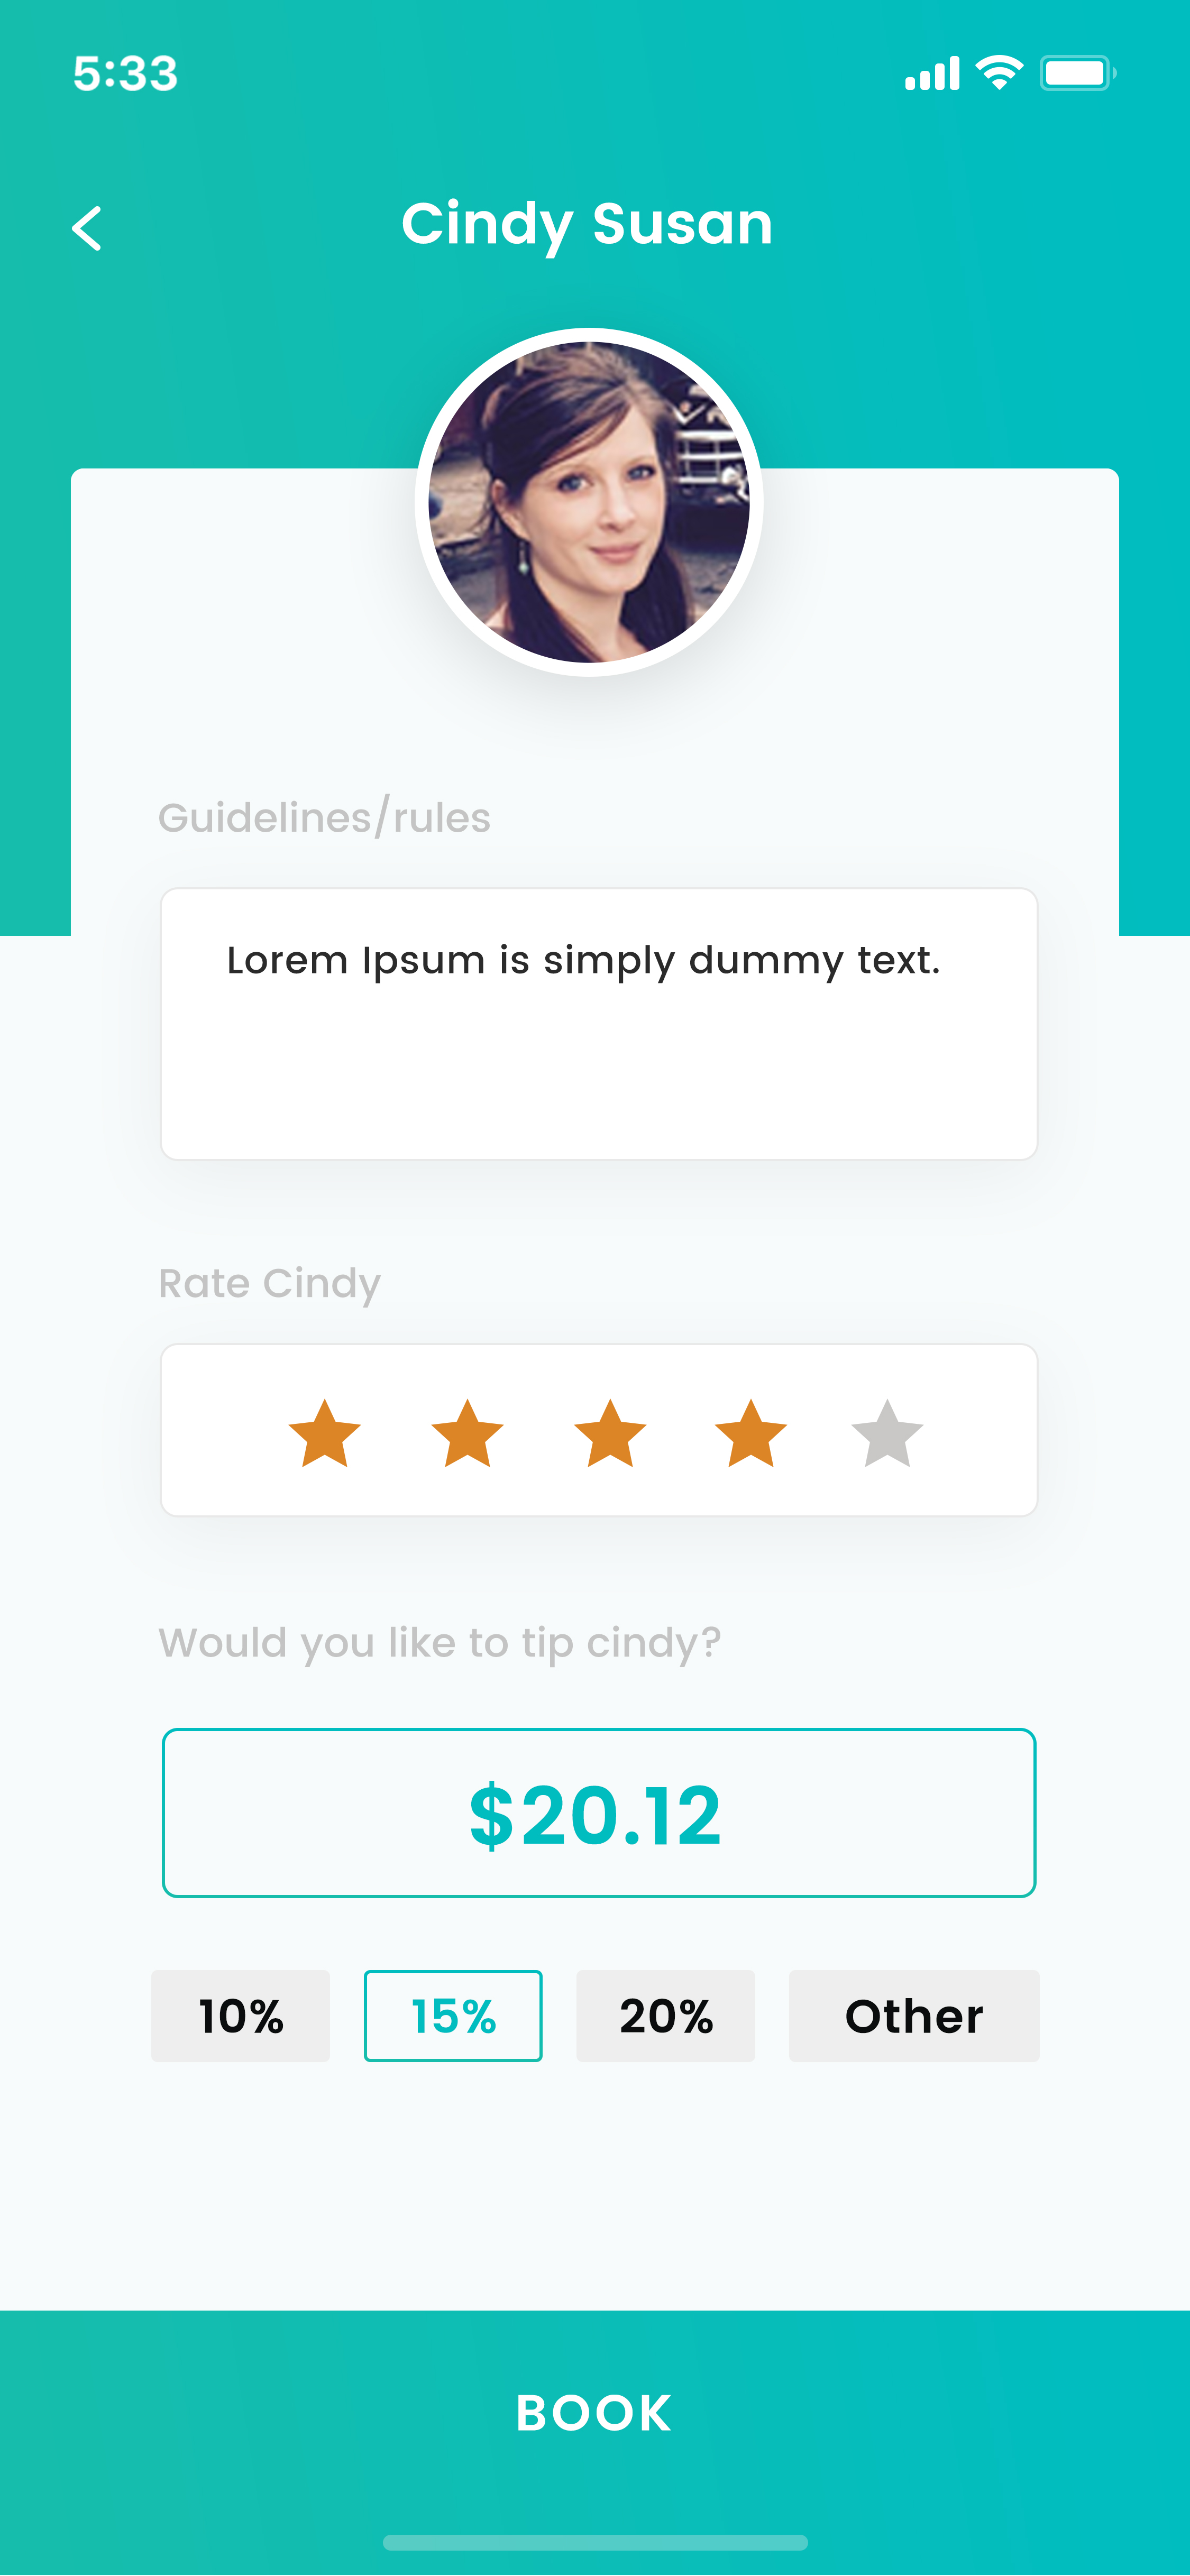 5:33
Cindy Susan
Guidelines/rules
Lorem Ipsum is simply dummy text.
Rate Cindy
Would you like to tip cindy?
$20.12
10% 15% 20% Other
BOOK